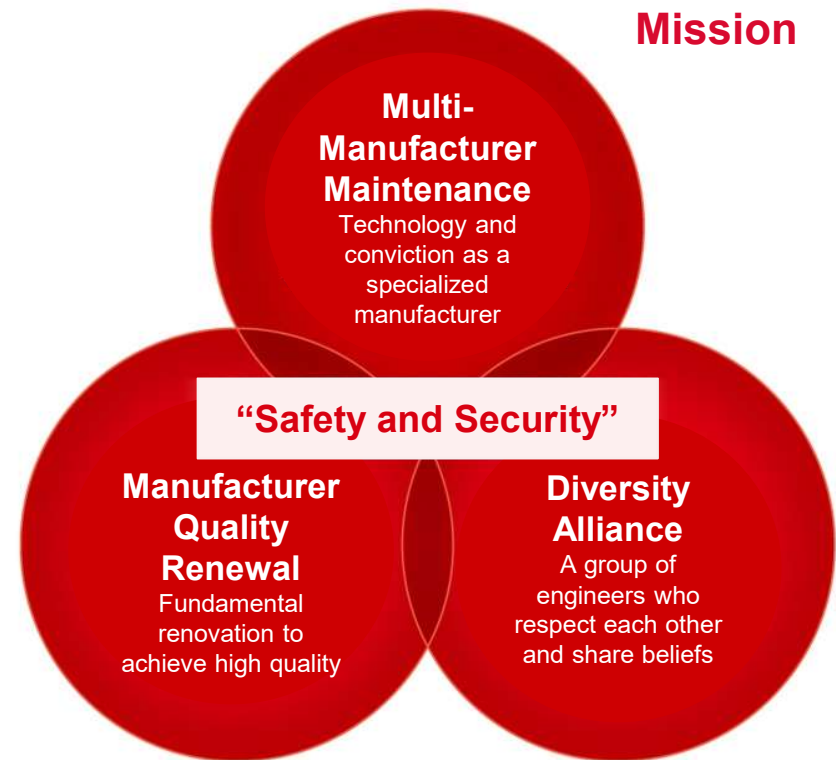 Mission
Multi-
Manufacturer
Maintenance
Technology and
conviction as a
specialized
manufacturer
“Safety and Security”
Manufacturer
Quality
Renewal
Fundamental
renovation to
achieve high quality
Diversity
Alliance
A group of
engineers who
respect each other
and share beliefs